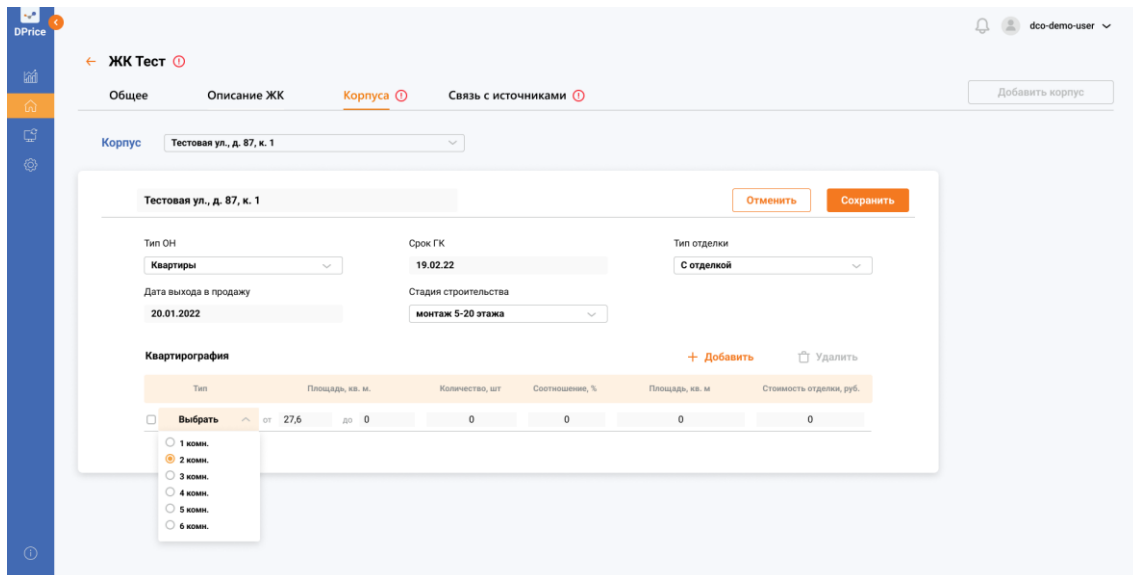 DPrice
dco-demo-user
ЖК Тест
Общее Описание ЖК Корпуса Связь с источниками Добавить корпус
Корпус Тестовая ул., д. 87, к. 1
Тестовая ул., д. 87, к. 1 Отменить Сохранить
Тип ОН Срок ГК Тип отделки
Квартиры 19.02.22 С отделкой
Дата выхода в продажу Стадия строительства
20.01.2022 монтаж 5-20 этажа
Квартирография + Добавить Удалить
Тип Площадь, кв. м. Количество, шт Соотношение, % Площадь, кв. м Стоимость отделки, руб.
Выбрать от 27,6 до 0 0 0 0 0
1 комн.
2 комн.
3 комн.
4 комн.
5 комн.
6 комн.